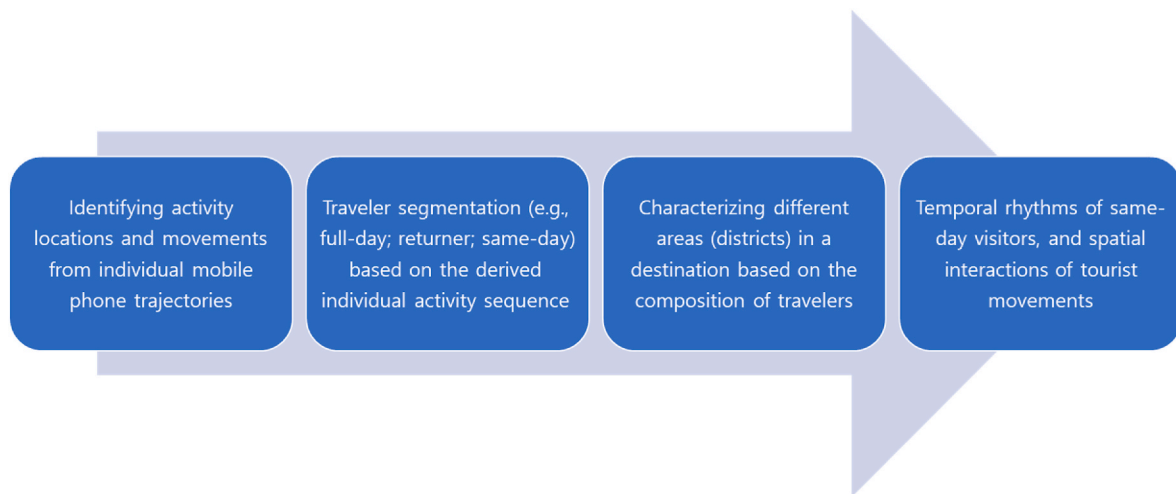 Identifying activity
locations and movements
from individual mobile
phone trajectories
Traveler segmentation (e.g.,
full-day; returner; same-day)
based on the derived
individual activity sequence
Characterizing different
areas (districts) in a
destination based on the
composition of travelers
Temporal rhythms of same-
day visitors, and spatial
interactions of tourist
movements